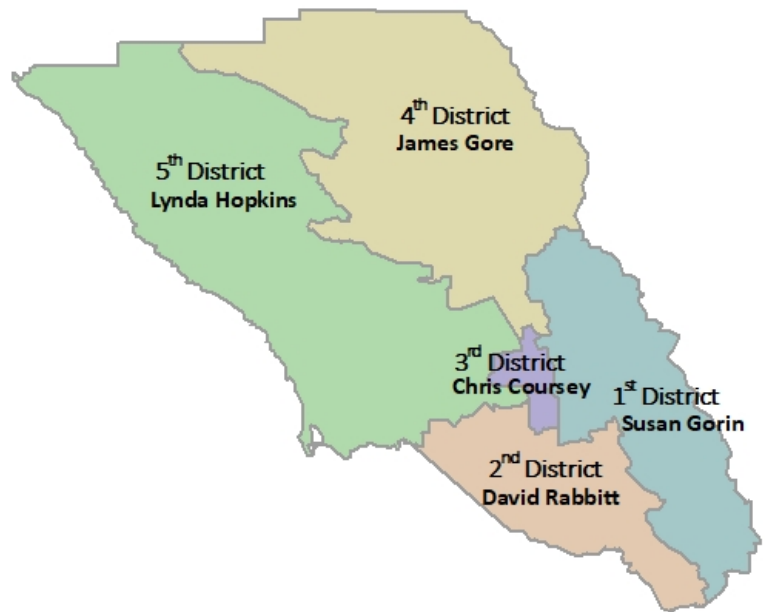 4th District
James Gore
5th District
Lynda Hopkins
3rd District
Chris Coursey
1st District
Susan Gorin
2nd District
David Rabbitt